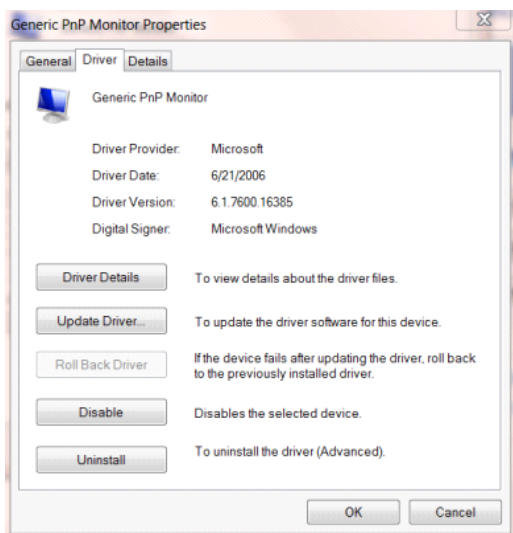 Generic PnP Monitor Properties
General Driver Details
Generic PnP Monitor
Driver Provider: Microsoft
Driver Date: 6/21/2006
Driver Version: 6.1.7600.16385
Digital Signer: Microsoft Windows
Driver Details To view details about the driver files.
Update Driver... To update the driver software for this device.
Roll Back Driver If the device fails after updating the driver, roll back
to the previously installed driver.
Disable Disables the selected device.
Uninstall To uninstall the driver (Advanced).
OK Cancel